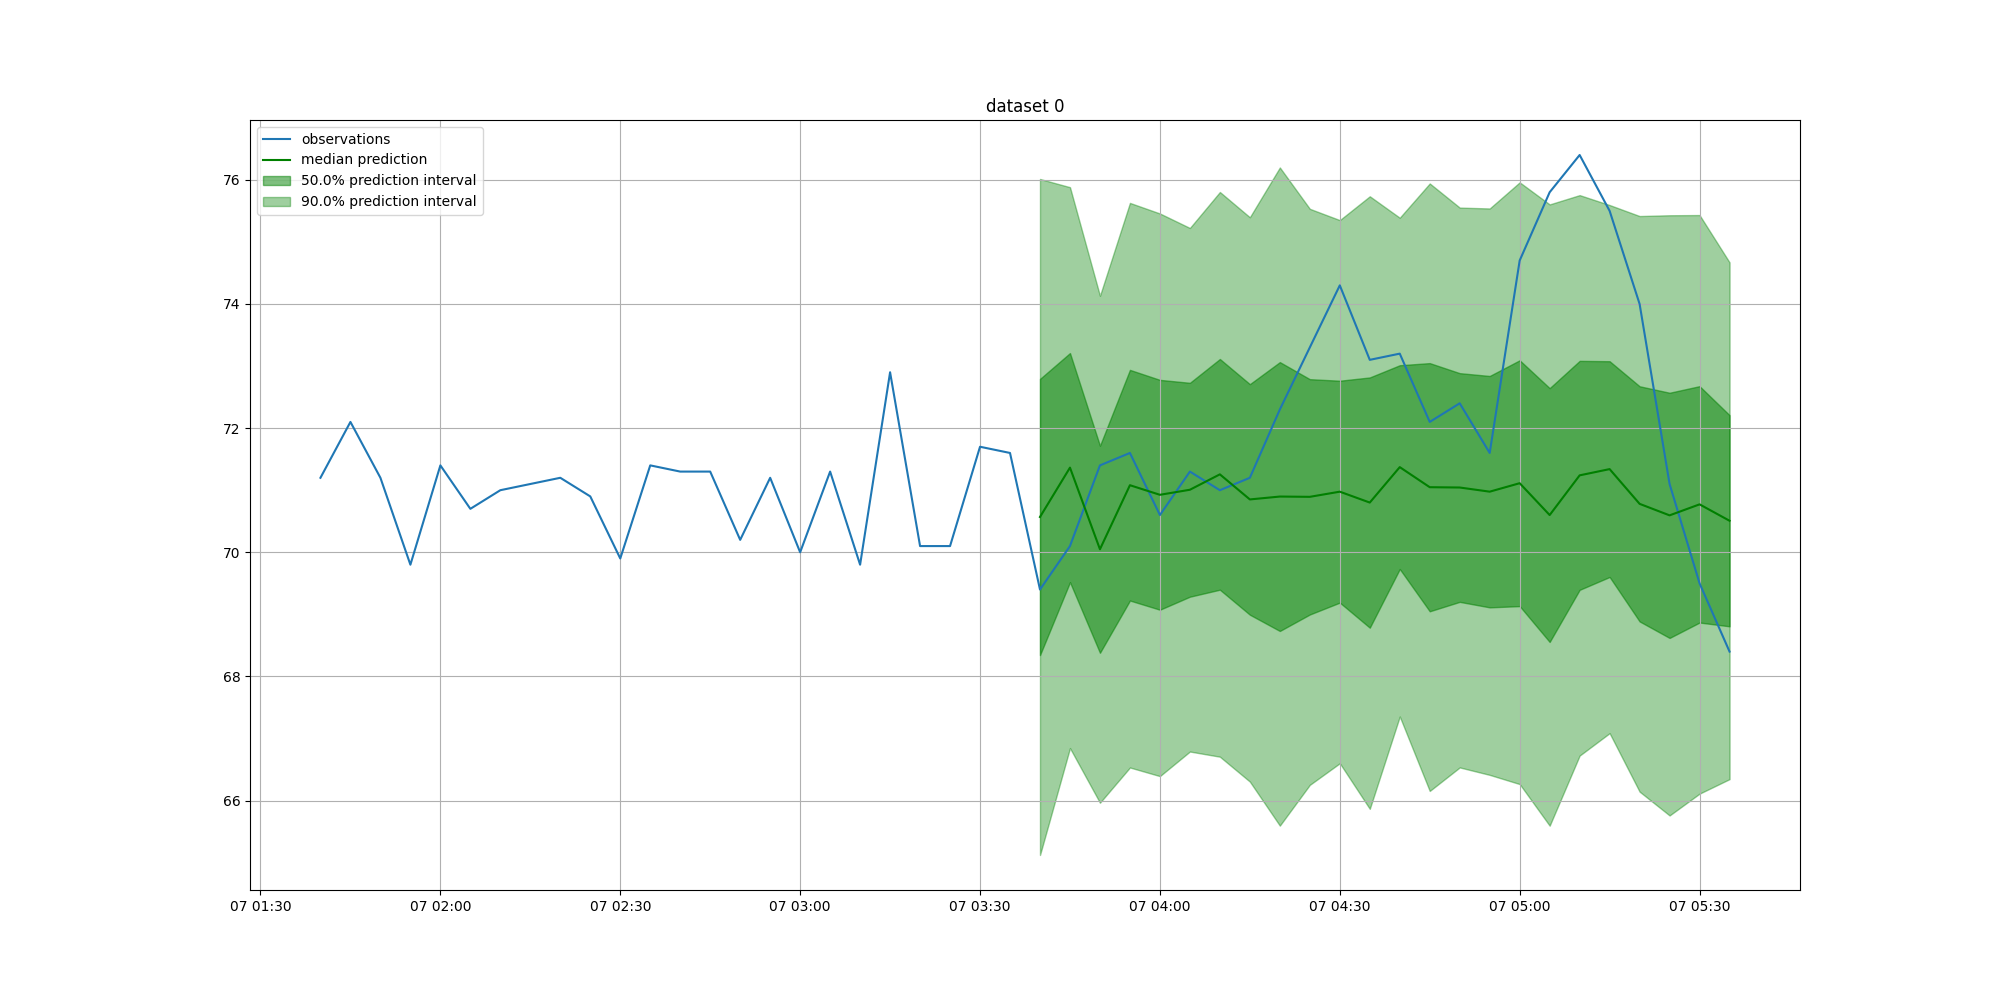 dataset 0
observations
median prediction
50.0% prediction interval
90.0% prediction interval
76
74
72
70
68
66
07 01:30 07 02:00 07 02:30 07 03:00 07 03:30 07 04:00 07 04:30 07 05:00 07 05:30